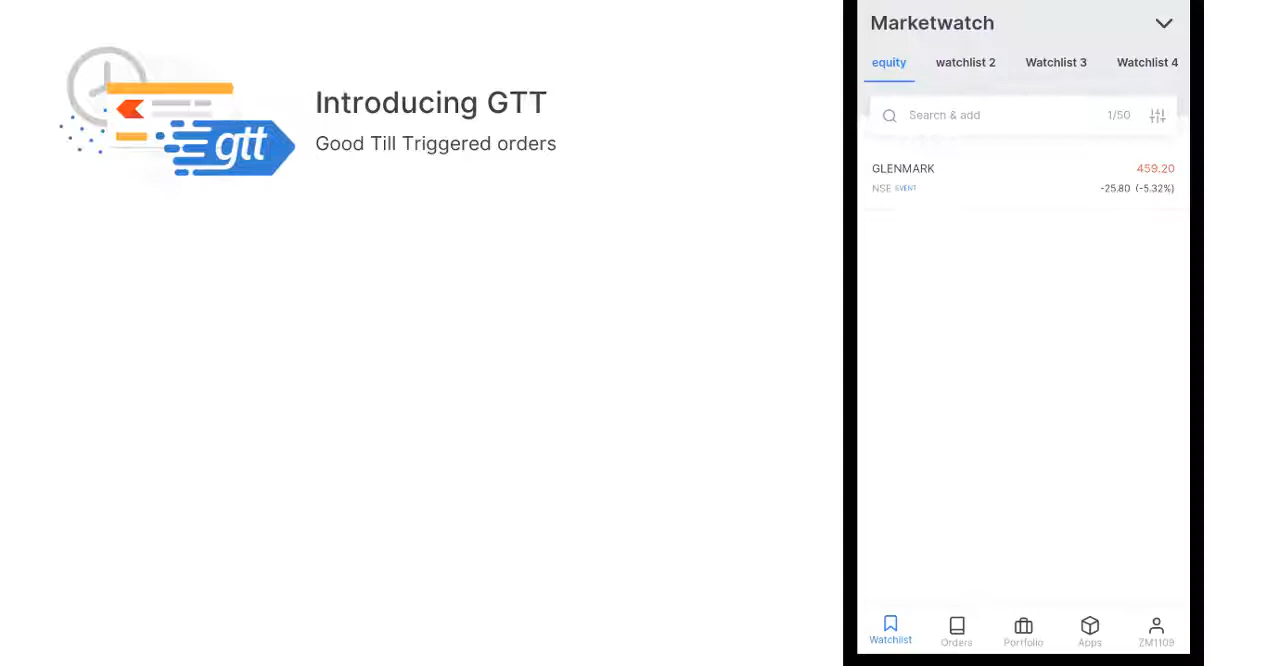 gtt
Introducing GTT
Good Till Triggered orders
Marketwatch
equity watchlist 2 Watchlist 3 Watchlist 4
Search & add 1/50
GLENMARK 459.20
NSE EVENT -25.80 (-5.32%)
Watchlist Orders Portfolio Apps ZM1109